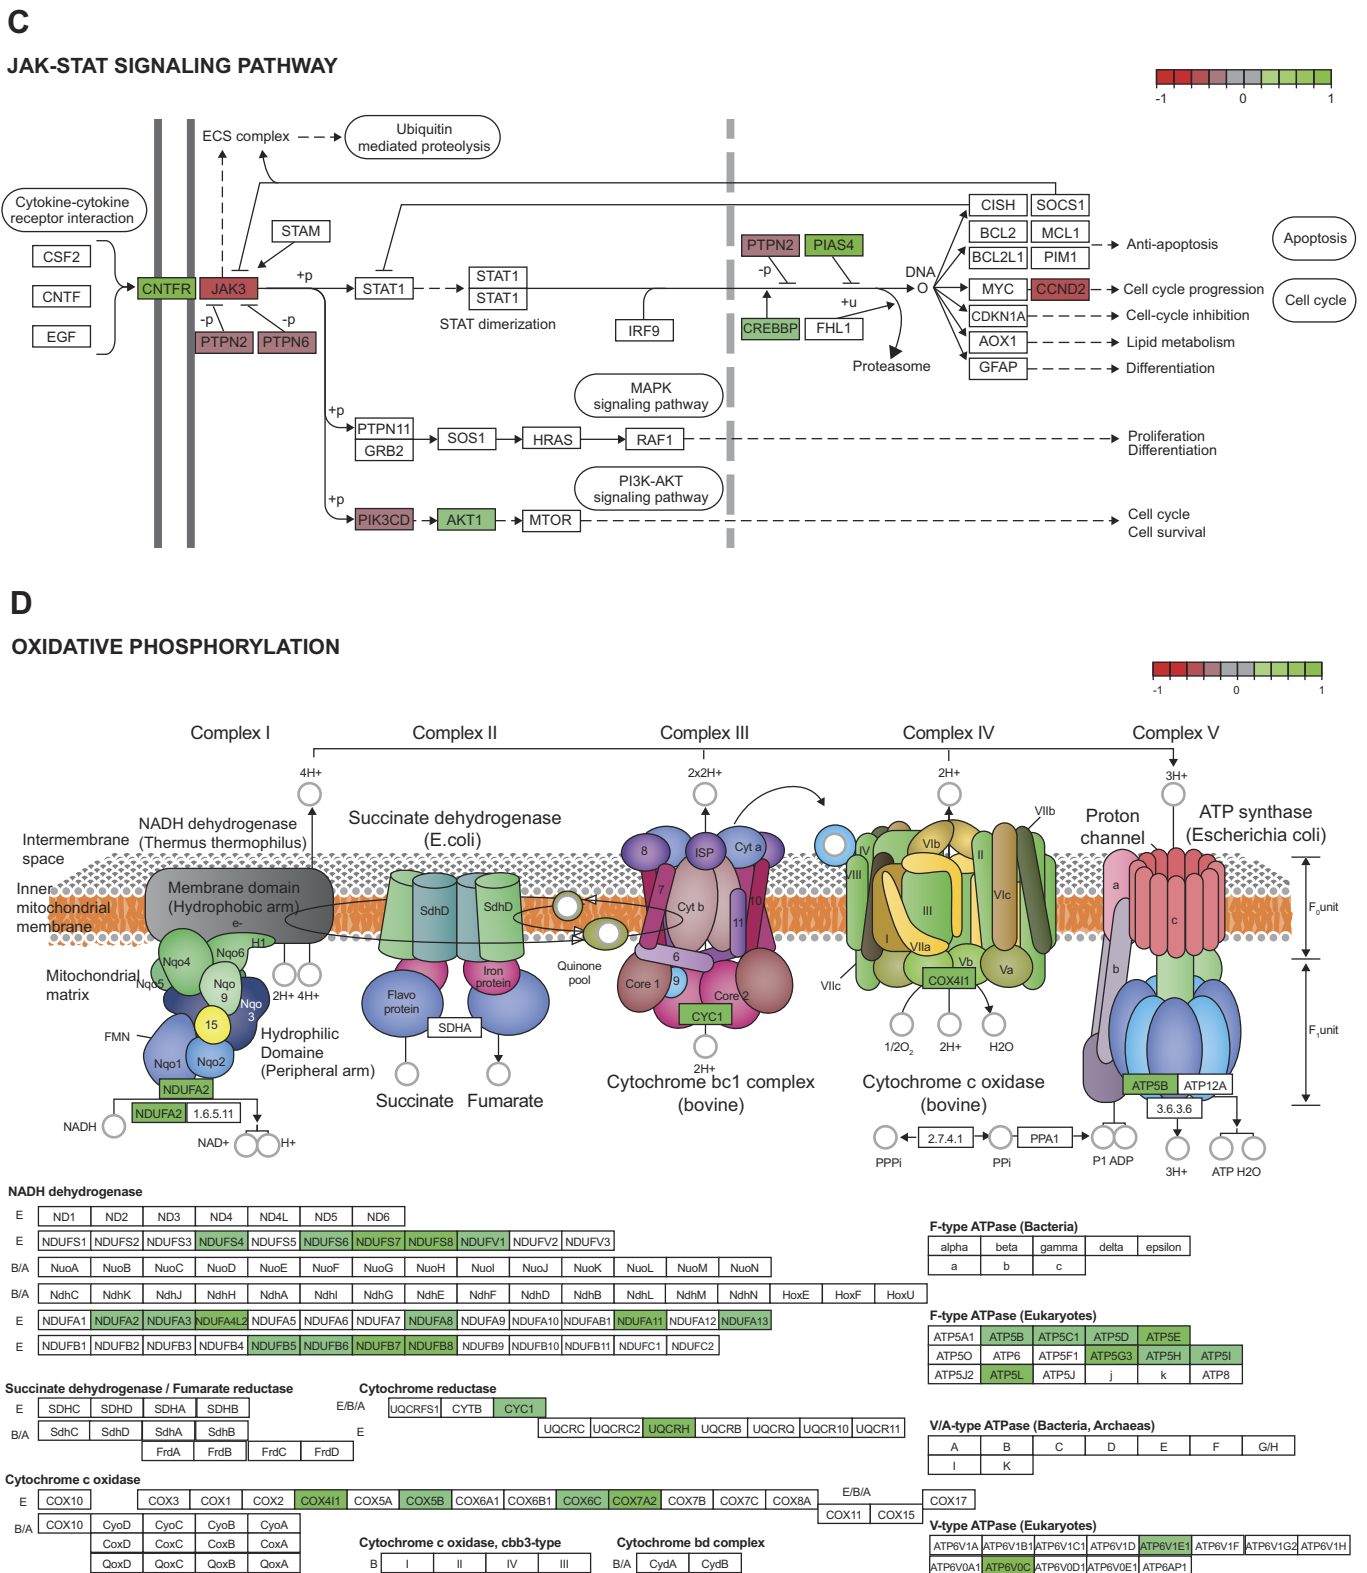 C
JAK-STAT SIGNALING PATHWAY
-1 0 1
ECS complex
Ubiquitin
mediated proteolysis
Cytokine-cytokine
receptor interaction
CSF2
CNTF
EGF
CNTFR
JAK3
STAM
+p
-p
-p
PTPN2
PTPN6
STAT1
STAT1
STAT1
STAT dimerization
IRF9
PTPN2
PIAS4
-p
CREBBP
FHL1
+u
Proteasome
DNA
CISH SOCS1
BCL2 MCL1
BCL2L1 PIM1
MYC CCND2
CDKN1A
AOX1
GFAP
Anti-apoptosis
Cell cycle progression
Cell-cycle inhibition
Lipid metabolism
Differentiation
Apoptosis
Cell cycle
MAPK
signaling pathway
+p
PTPN11
GRB2
SOS1
HRAS
RAF1
Proliferation
Differentiation
PI3K-AKT
signaling pathway
+p
PIK3CD
AKT1
MTOR
Cell cycle
Cell survival
D
OXIDATIVE PHOSPHORYLATION
-1 0 1
Complex I
Complex II
Complex III
Complex IV
Complex V
4H+
2x2H+
2H+
3H+
Intermembrane
space
Inner
mitochondrial
membrane
Mitochondrial
matrix
NADH dehydrogenase
(Thermus thermophilus)
Membrane domain
(Hydrophobic arm)
e-
H1
Nqo6
Nqo4
Nqo5
Nqo
9
Nqo
3
15
Nqo1
Nqo2
FMN
2H+ 4H+
Hydrophilic
Domaine
(Peripheral arm)
NDUFA2
NDUFA2 1.6.5.11
NADH
NAD+
H+
Succinate dehydrogenase
(E.coli)
SdhD
SdhD
Flavo
protein
Iron
protein
SDHA
Succinate Fumarate
Quinone
pool
8
ISP
Cyt a
7
Cyt b
10
11
6
9
Core 1
Core 2
CYC1
2H+
Cytochrome bc1 complex
(bovine)
IV
VIII
VIb
II
VIIb
VIc
III
I
VIIa
Vb
Va
VIIc
COX4I1
1/2O2
2H+
H2O
Cytochrome c oxidase
(bovine)
Proton
channel
ATP synthase
(Escherichia coli)
a
c
b
F0unit
F1unit
ATP5B ATP12A
3.6.3.6
PPPi
2.7.4.1
PPi
PPA1
P1 ADP
3H+
ATP H2O
NADH dehydrogenase
E ND1 ND2 ND3 ND4 ND4L ND5 ND6
E NDUFS1 NDUFS2 NDUFS3 NDUFS4 NDUFS5 NDUFS6 NDUFS7 NDUFS8 NDUFV1 NDUFV2 NDUFV3
B/A NuoA NuoB NuoC NuoD NuoE NuoF NuoG NuoH NuoI NuoJ NuoK NuoL NuoM NuoN
B/A NdhC NdhK NdhJ NdhH NdhA NdhI NdhG NdhE NdhF NdhD NdhB NdhL NdhM NdhN HoxE HoxF HoxU
E NDUFA1 NDUFA2 NDUFA3 NDUFA4L2 NDUFA5 NDUFA6 NDUFA7 NDUFA8 NDUFA9 NDUFA10 NDUFAB1 NDUFA11 NDUFA12 NDUFA13
E NDUFB1 NDUFB2 NDUFB3 NDUFB4 NDUFB5 NDUFB6 NDUFB7 NDUFB8 NDUFB9 NDUFB10 NDUFB11 NDUFC1 NDUFC2
Succinate dehydrogenase / Fumarate reductase
E SDHC SDHD SDHA SDHB
B/A SdhC SdhD SdhA SdhB
FrdA FrdB FrdC FrdD
Cytochrome reductase
E/B/A UQCRFS1 CYTB CYC1
E UQCRC UQCRC2 UQCRH UQCRB UQCRQ UQCR10 UQCR11
Cytochrome c oxidase
E COX10 COX3 COX1 COX2 COX4I1 COX5A COX5B COX6A1 COX6B1 COX6C COX7A2 COX7B COX7C COX8A
E/B/A
COX11 COX15
COX17
B/A COX10 CyoD CyoC CyoB CyoA
CoxD CoxC CoxB CoxA
QoxD QoxC QoxB QoxA
Cytochrome c oxidase, cbb3-type
B I II IV III
Cytochrome bd complex
B/A CydA CydB
F-type ATPase (Bacteria)
alpha beta gamma delta epsilon
a b c
F-type ATPase (Eukaryotes)
ATP5A1 ATP5B ATP5C1 ATP5D ATP5E
ATP5O ATP6 ATP5F1 ATP5G3 ATP5H ATP5I
ATP5J2 ATP5L ATP5J j k ATP8
V/A-type ATPase (Bacteria, Archaeas)
A B C D E F G/H
I K
V-type ATPase (Eukaryotes)
ATP6V1A ATP6V1B1 ATP6V1C1 ATP6V1D ATP6V1E1 ATP6V1F ATP6V1G2 ATP6V1H
ATP6V0A1 ATP6V0C ATP6V0D1 ATP6V0E1 ATP6AP1